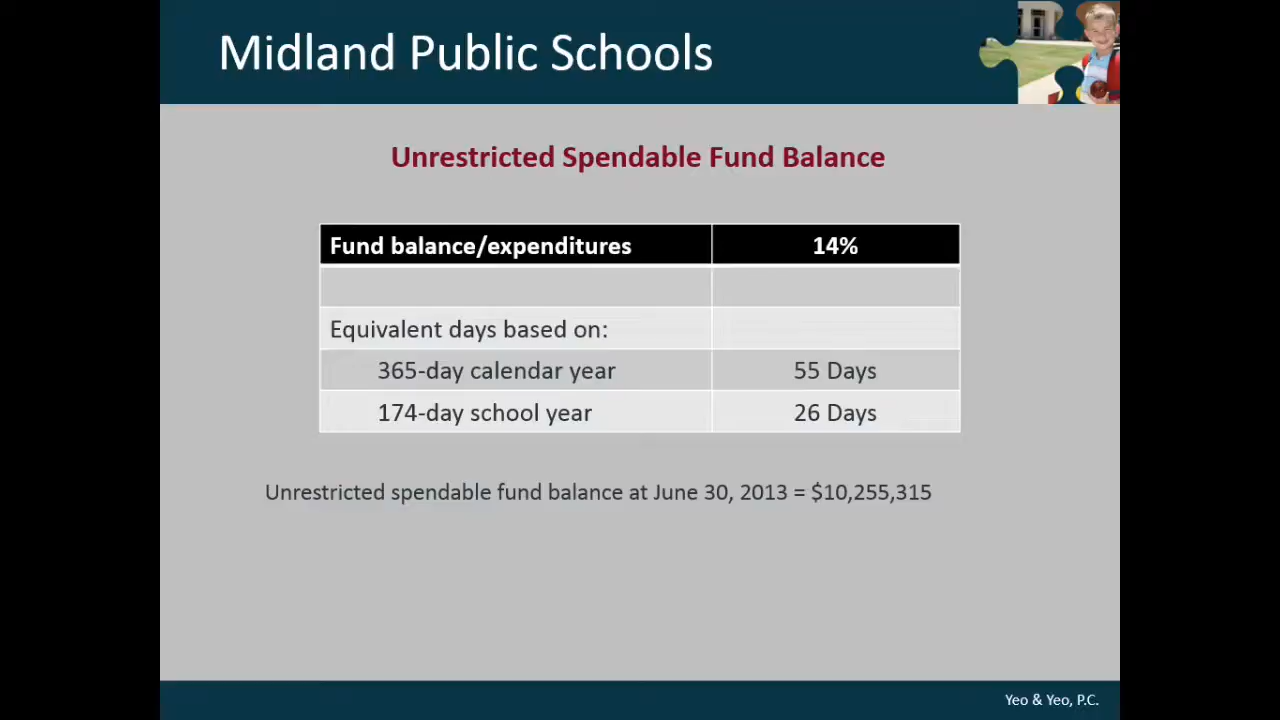 Midland Public Schools
Unrestricted Spendable Fund Balance
Fund balance/expenditures 14%
Equivalent days based on:
365-day calendar year 55 Days
174-day school year 26 Days
Unrestricted spendable fund balance at June 30, 2013 = $10,255,315
Yeo & Yeo, P.C.